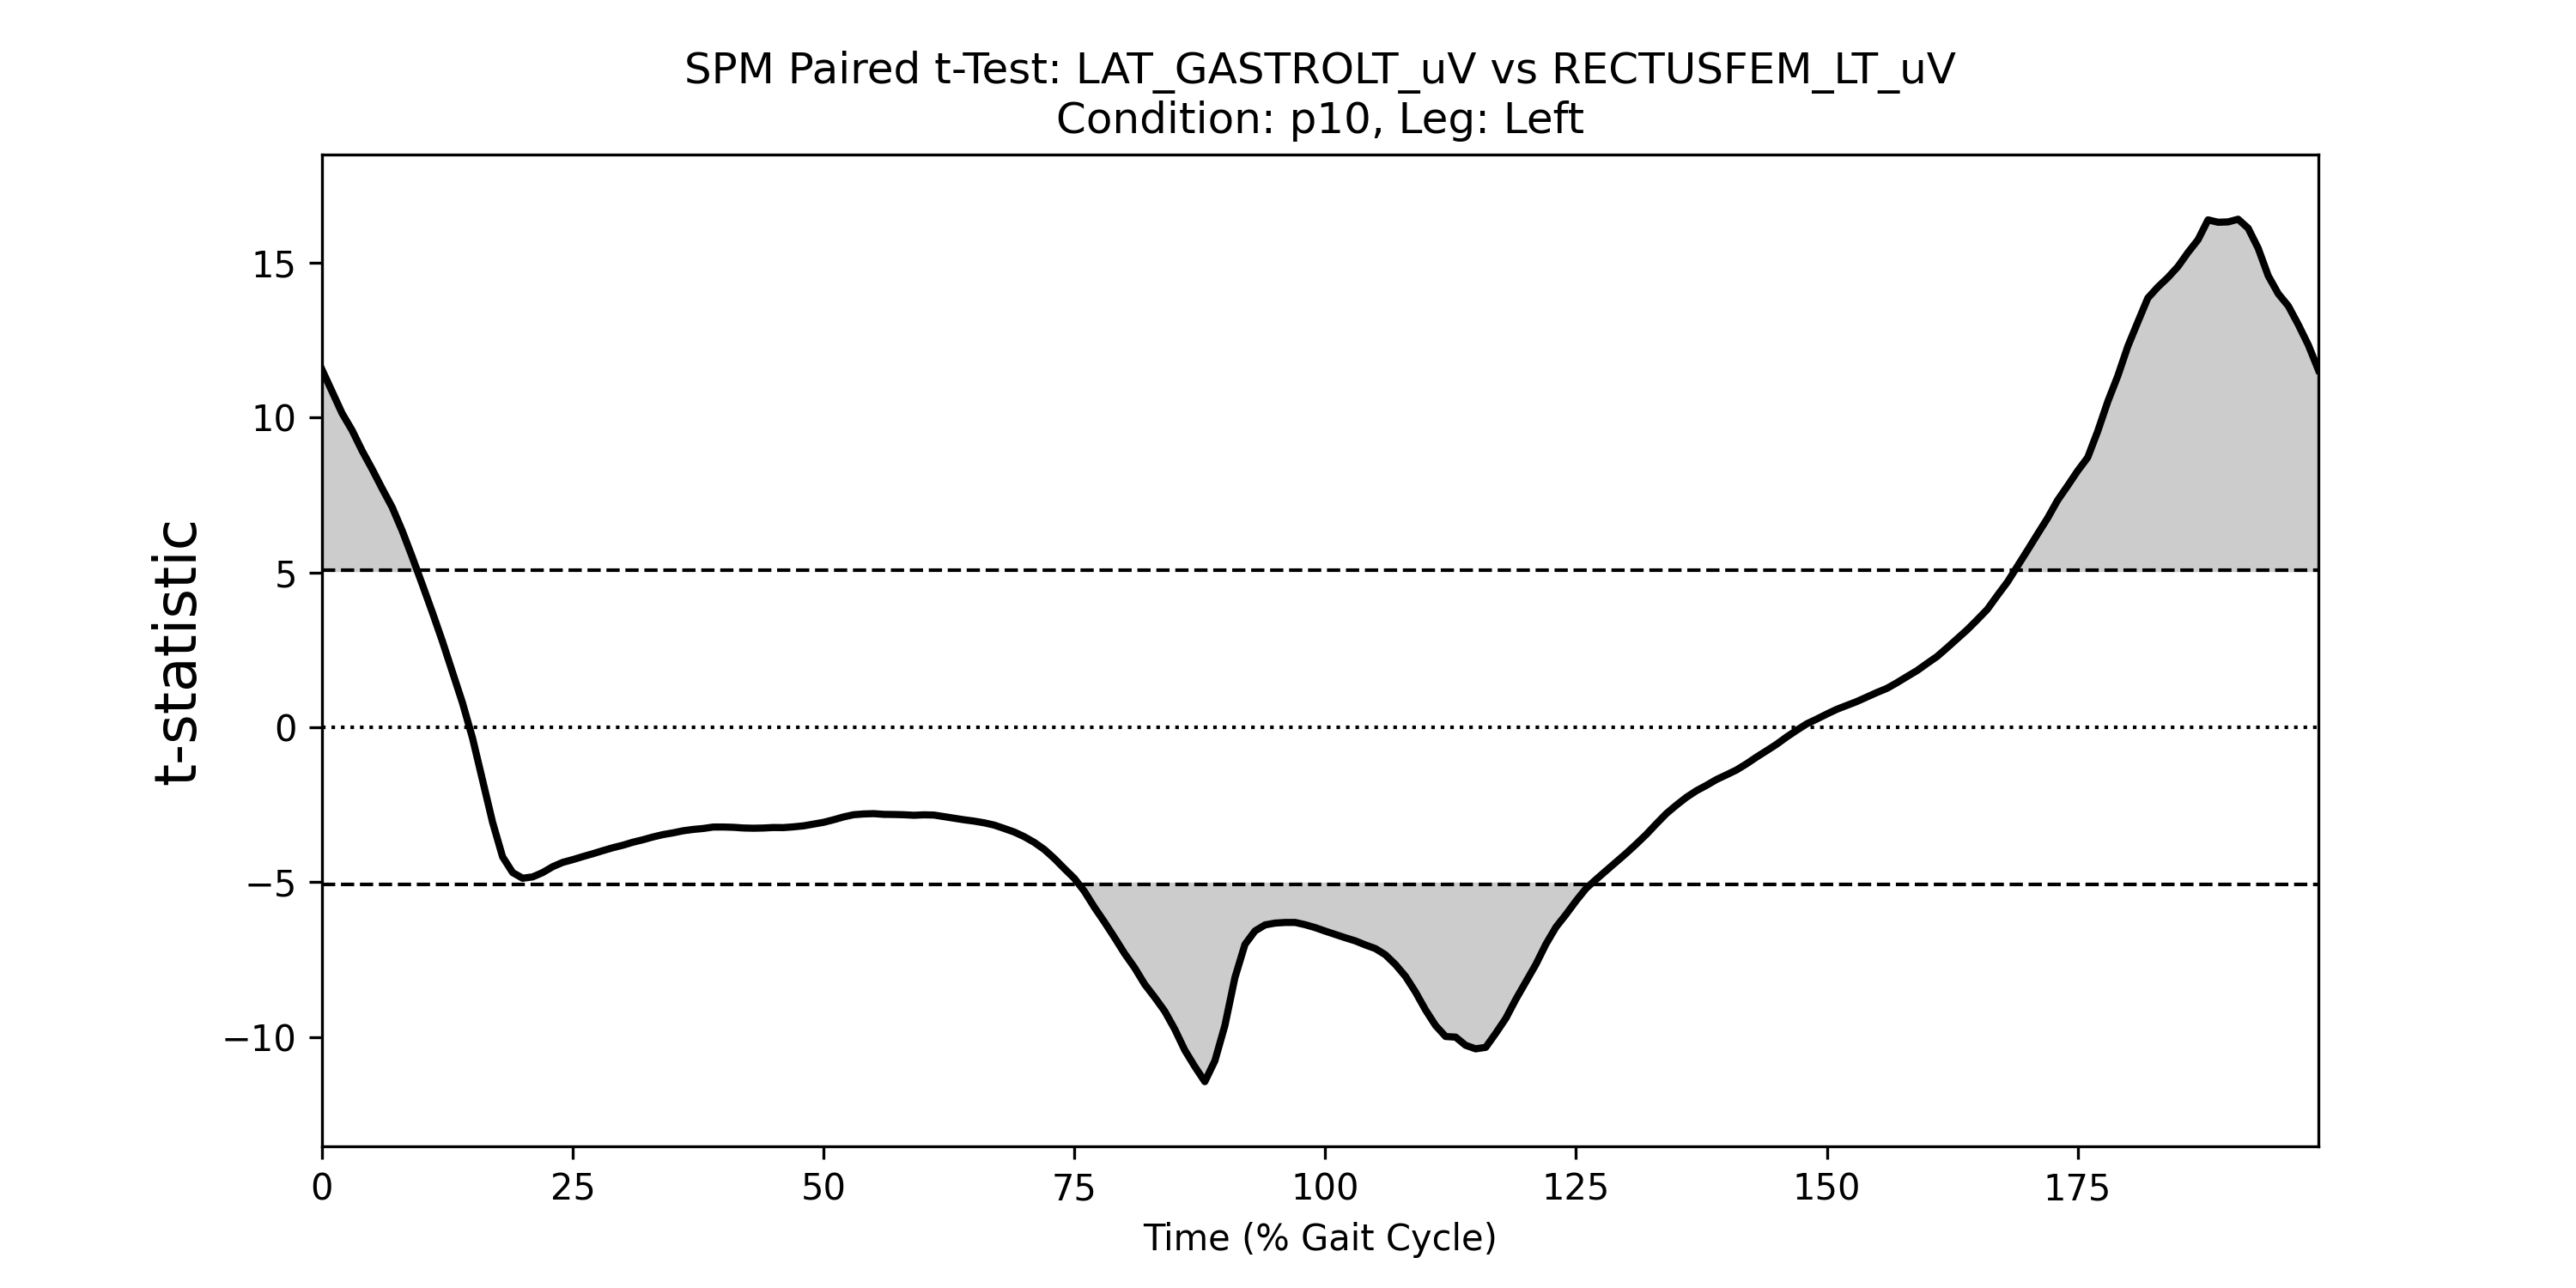 SPM Paired t-Test: LAT_GASTROLT_uV vs RECTUSFEM_LT_uV
Condition: p10, Leg: Left
t-statistic
15
10
5
0
−5
−10
0 25 50 75 100 125 150 175
Time (% Gait Cycle)